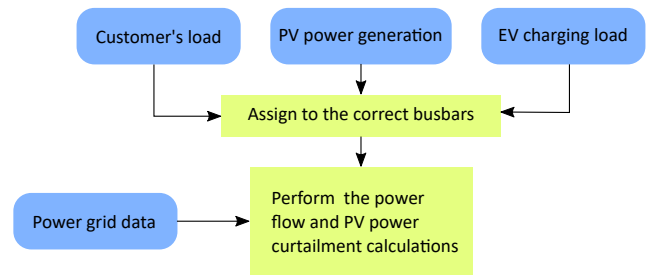 Customer's load
PV power generation
EV charging load
Assign to the correct busbars
Power grid data
Perform the power
flow and PV power
curtailment calculations